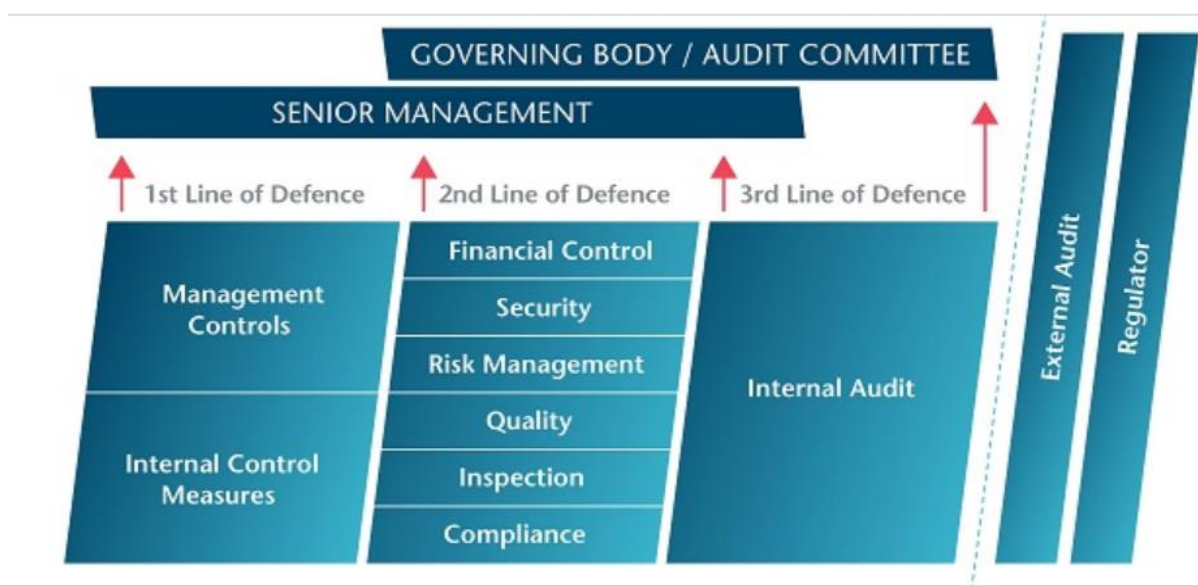 GOVERNING BODY / AUDIT COMMITTEE
SENIOR MANAGEMENT
1st Line of Defence
2nd Line of Defence
3rd Line of Defence
Management
Controls
Internal Control
Measures
Financial Control
Security
Risk Management
Quality
Inspection
Compliance
Internal Audit
External Audit
Regulator